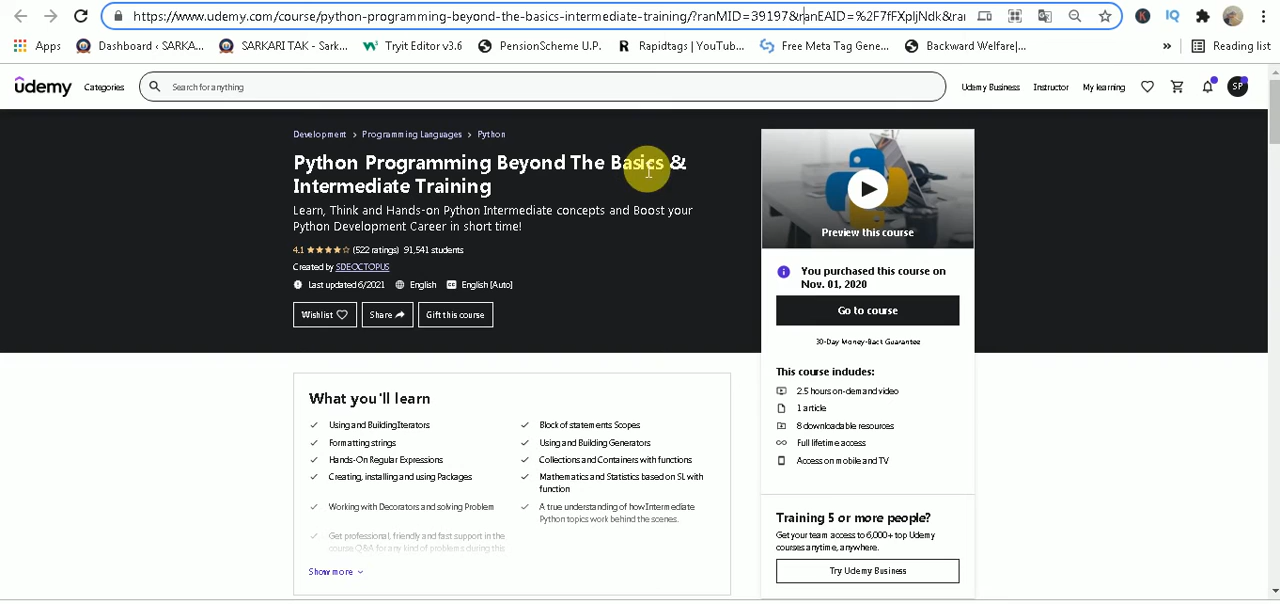 https://www.udemy.com/course/python-programming-beyond-the-basics-intermediate-training/?ranMID=39197&ranEAID=%2F7fFXpljNdk&rar
Apps
Dashboard ‹ SARKA...
SARKARI TAK - Sark...
Tryit Editor v3.6
PensionScheme U.P.
Rapidtags | YouTub...
Free Meta Tag Gene...
Backward Welfare|...
»
Reading list
ûdemy
Categories
Search for anything
Udemy Business
Instructor
My learning
SP
Development > Programming Languages > Python
Python Programming Beyond The Basics &
Intermediate Training
Learn, Think and Hands-on Python Intermediate concepts and Boost your
Python Development Career in short time!
4.1 (522 ratings) 91,541 students
Created by SDEOCTOPUS
Last updated 6/2021 English English [Auto]
Wishlist
Share
Gift this course
Preview this course
You purchased this course on
Nov. 01, 2020
Go to course
30-Day Money-Back Guarantee
This course includes:
2.5 hours on-demand video
1 article
8 downloadable resources
Full lifetime access
Access on mobile and TV
Training 5 or more people?
Get your team access to 6,000+ top Udemy
courses anytime, anywhere.
Try Udemy Business
What you'll learn
Using and Building Iterators
Formatting strings
Hands-On Regular Expressions
Creating, installing and using Packages
Working with Decorators and solving Problem
Get professional, friendly and fast support in the
course Q&A for any kind of problems during this
Block of statements Scopes
Using and Building Generators
Collections and Containers with functions
Mathematics and Statistics based on SL with
function
A true understanding of how Intermediate
Python topics work behind the scenes.
Show more